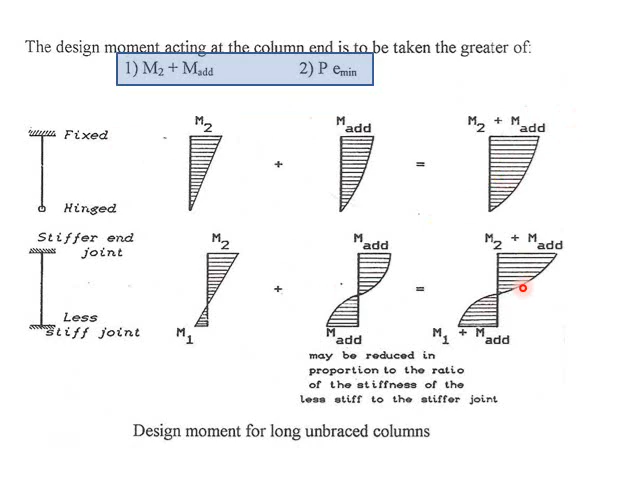 The design moment acting at the column end is to be taken the greater of:
1) M2 + Madd 2) P emin
M2 Madd M2 + Madd
Fixed
+ =
Hinged
Stiffer end
joint
M2 Madd M2 + Madd
+ =
Less
stiff joint
M1 Madd M1 + Madd
may be reduced in
proportion to the ratio
of the stiffness of the
less stiff to the stiffer joint
Design moment for long unbraced columns